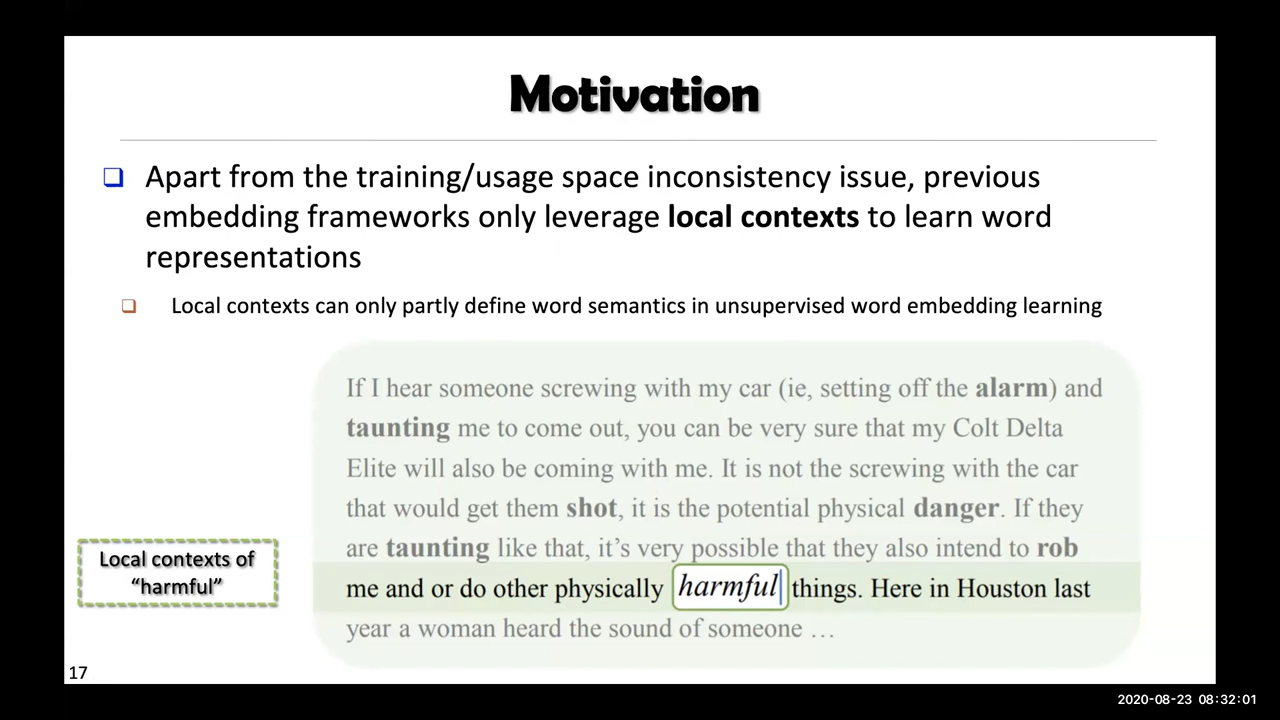 Motivation
Apart from the training/usage space inconsistency issue, previous
embedding frameworks only leverage local contexts to learn word
representations
Local contexts can only partly define word semantics in unsupervised word embedding learning
If I hear someone screwing with my car (ie, setting off the alarm) and
taunting me to come out, you can be very sure that my Colt Delta
Elite will also be coming with me. It is not the screwing with the car
that would get them shot, it is the potential physical danger. If they
are taunting like that, it's very possible that they also intend to rob
me and or do other physically harmful things. Here in Houston last
year a woman heard the sound of someone …
Local contexts of
“harmful”
17
2020-08-23 08:32:01